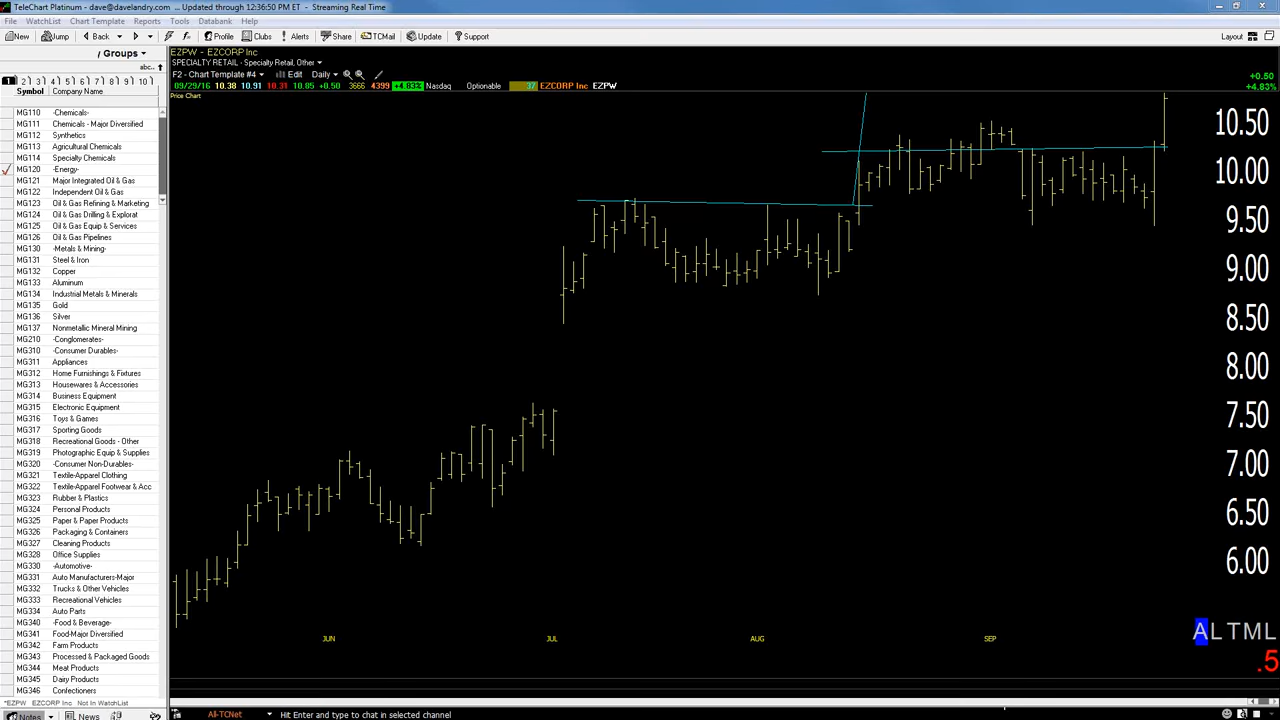 TeleChart Platinum - dave@davelandry.com ... Updated through 12:36:50 PM ET - Streaming Real Time
File WatchList Chart Template Reports Tools Databank Help
New Jump Back Profile Clubs Alerts Share TCMail Update Support Layout
/ Groups
abc..
1 2 3 4 5 6 7 8 9 10
Symbol Company Name
MG110 -Chemicals-
MG111 Chemicals - Major Diversified
MG112 Synthetics
MG113 Agricultural Chemicals
MG114 Specialty Chemicals
MG120 -Energy-
MG121 Major Integrated Oil & Gas
MG122 Independent Oil & Gas
MG123 Oil & Gas Refining & Marketing
MG124 Oil & Gas Drilling & Explorat
MG125 Oil & Gas Equip & Services
MG126 Oil & Gas Pipelines
MG130 -Metals & Mining-
MG131 Steel & Iron
MG132 Copper
MG133 Aluminum
MG134 Industrial Metals & Minerals
MG135 Gold
MG136 Silver
MG137 Nonmetallic Mineral Mining
MG210 -Conglomerates-
MG310 -Consumer Durables-
MG311 Appliances
MG312 Home Furnishings & Fixtures
MG313 Housewares & Accessories
MG314 Business Equipment
MG315 Electronic Equipment
MG316 Toys & Games
MG317 Sporting Goods
MG318 Recreational Goods - Other
MG319 Photographic Equip & Supplies
MG320 -Consumer Non-Durables-
MG321 Textile-Apparel Clothing
MG322 Textile-Apparel Footwear & Acc
MG323 Rubber & Plastics
MG324 Personal Products
MG325 Paper & Paper Products
MG326 Packaging & Containers
MG327 Cleaning Products
MG328 Office Supplies
MG330 -Automotive-
MG331 Auto Manufacturers-Major
MG332 Trucks & Other Vehicles
MG333 Recreational Vehicles
MG334 Auto Parts
MG340 -Food & Beverage-
MG341 Food-Major Diversified
MG342 Farm Products
MG343 Processed & Packaged Goods
MG344 Meat Products
MG345 Dairy Products
MG346 Confectioners
*EZPW EZCORP Inc Not In WatchList
Notes News
EZPW - EZCORP Inc
SPECIALTY RETAIL - Specialty Retail, Other
F2 - Chart Template #4 Edit Daily
09/29/16 10.38 10.91 10.31 10.85 +0.50 3666 4399 +4.83% Nasdaq Optionable 37 EZCORP Inc EZPW
+0.50
+4.83%
Price Chart
10.50
10.00
9.50
9.00
8.50
8.00
7.50
7.00
6.50
6.00
JUN JUL AUG SEP
ALTML
.5
All-TCNet Hit Enter and type to chat in selected channel